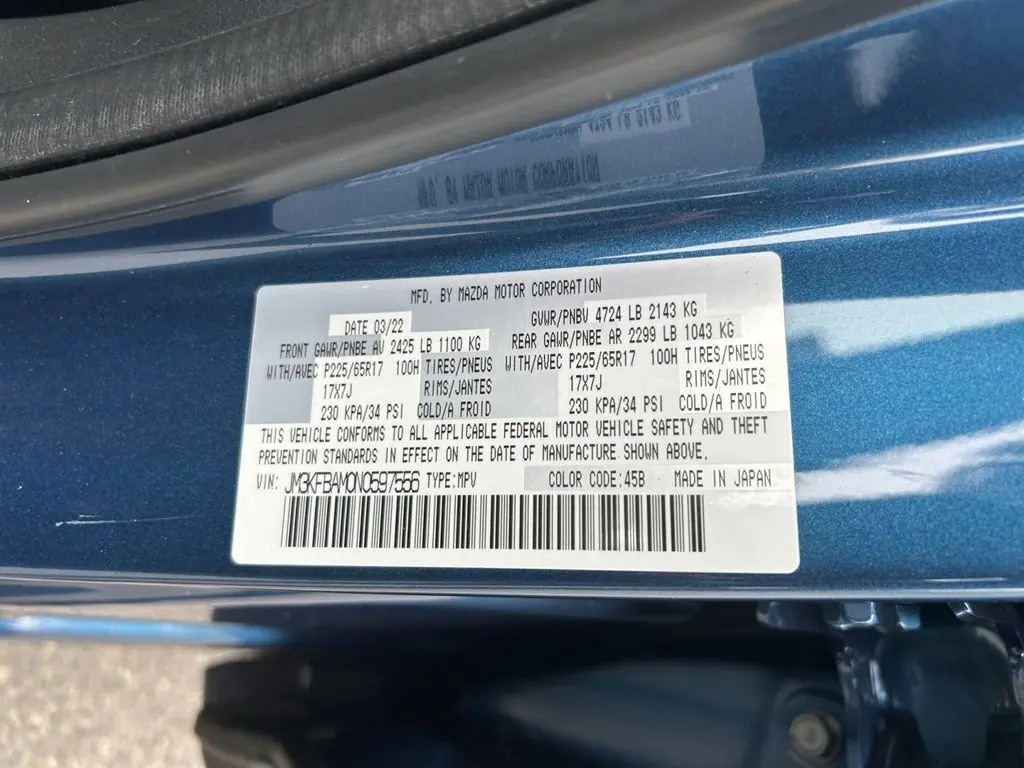 MFD. BY MAZDA MOTOR CORPORATION
DATE 03/22 GVWR/PNBV 4724 LB 2143 KG
FRONT GAWR/PNBE AV 2425 LB 1100 KG REAR GAWR/PNBE AR 2299 LB 1043 KG
WITH/AVEC P225/65R17 100H TIRES/PNEUS WITH/AVEC P225/65R17 100H TIRES/PNEUS
17X7J RIMS/JANTES 17X7J RIMS/JANTES
230 KPA/34 PSI COLD/A FROID 230 KPA/34 PSI COLD/A FROID
THIS VEHICLE CONFORMS TO ALL APPLICABLE FEDERAL MOTOR VEHICLE SAFETY AND THEFT
PREVENTION STANDARDS IN EFFECT ON THE DATE OF MANUFACTURE SHOWN ABOVE.
VIN: JM3KFBAM0N0597556 TYPE:MPV COLOR CODE:45B MADE IN JAPAN